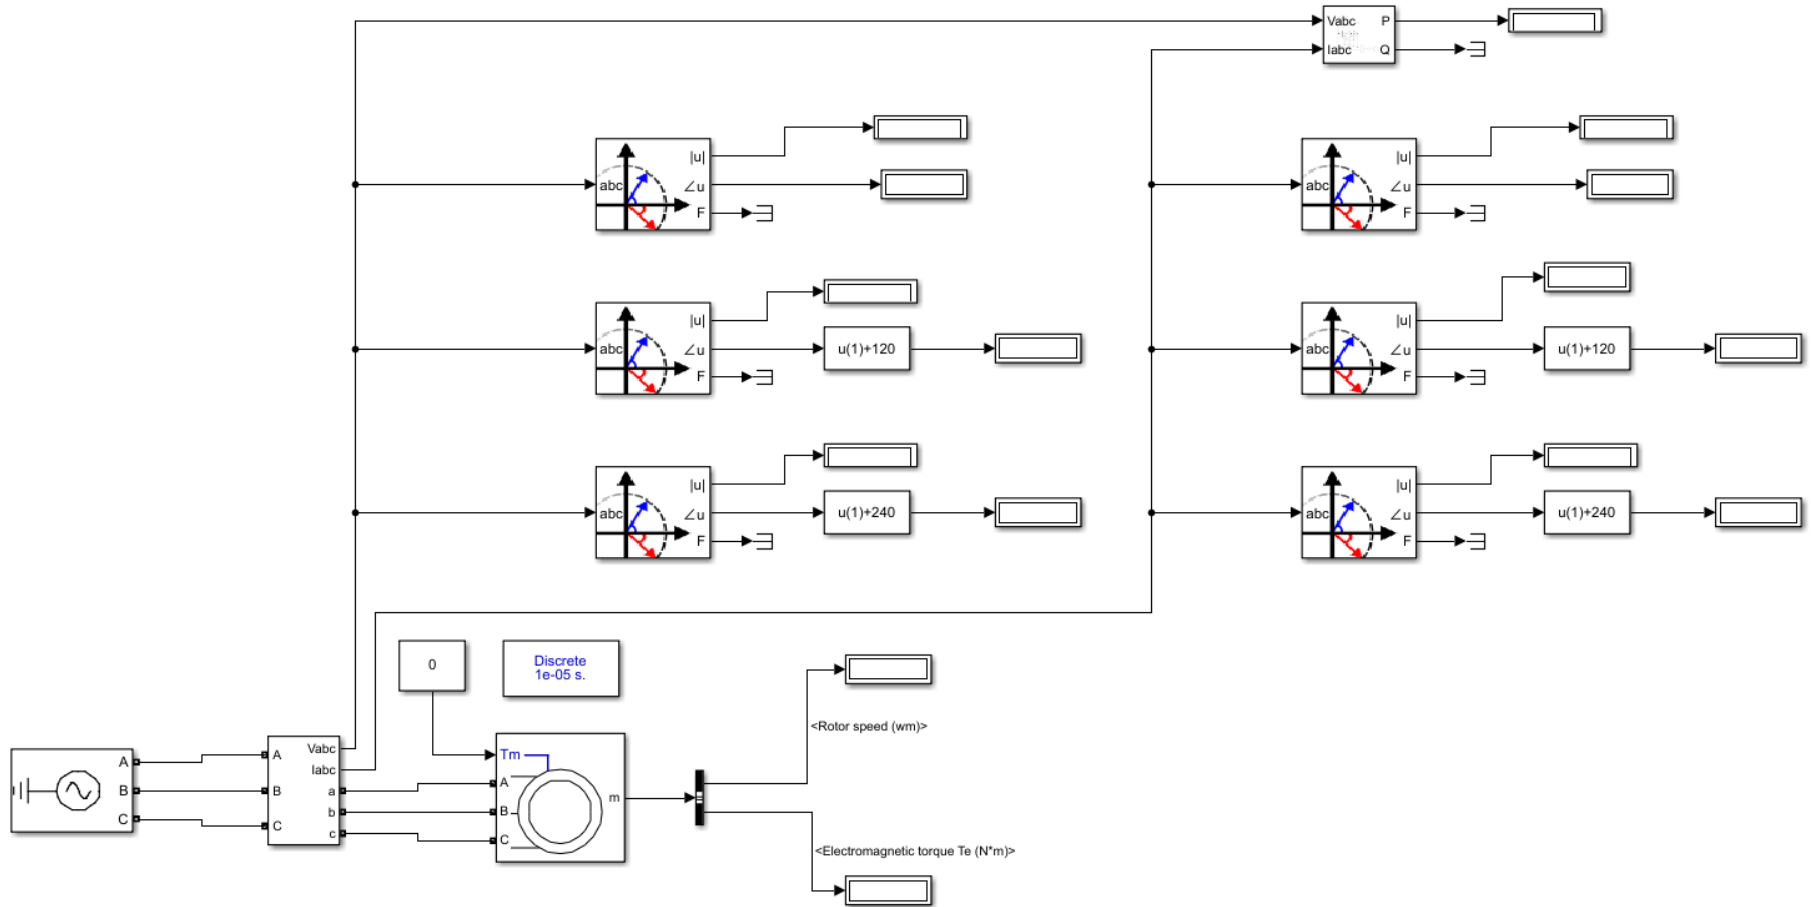 Vabc P
Iabc Q
|u|
abc ∠u
F
|u|
abc ∠u
F
|u|
abc ∠u
F
u(1)+120
|u|
abc ∠u
F
u(1)+120
|u|
abc ∠u
F
u(1)+240
|u|
abc ∠u
F
u(1)+240
0
Discrete
1e-05 s.
<Rotor speed (wm)>
A
B
C
A Vabc
Iabc
B a
b
C c
Tm
A
B
C
m
<Electromagnetic torque Te (N*m)>